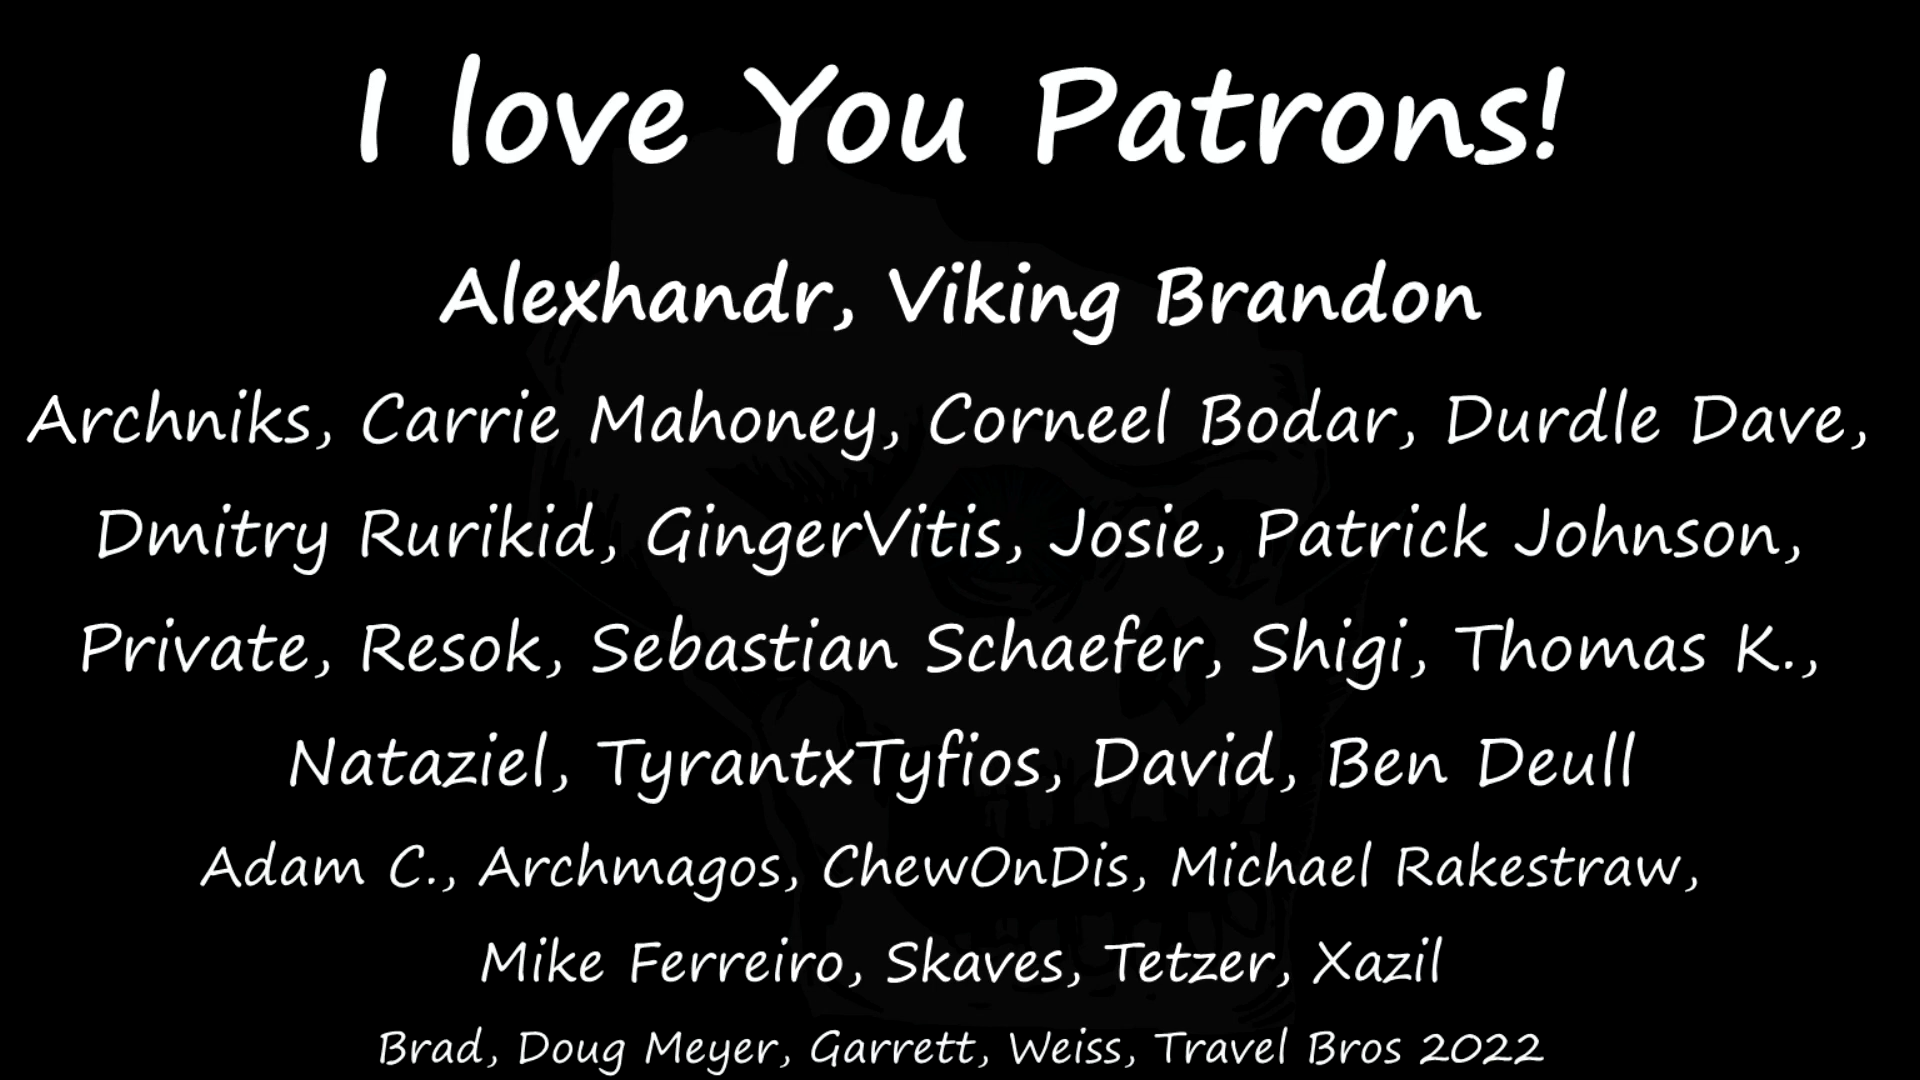 I love You Patrons!
Alexhandr, Viking Brandon
Archniks, Carrie Mahoney, Corneel Bodar, Durdle Dave,
Dmitry Rurikid, GingerVitis, Josie, Patrick Johnson,
Private, Resok, Sebastian Schaefer, Shigi, Thomas K.,
Nataziel, TyrantxTyfios, David, Ben Deull
Adam C., Archmagos, ChewOnDis, Michael Rakestraw,
Mike Ferreiro, Skaves, Tetzer, Xazil
Brad, Doug Meyer, Garrett, Weiss, Travel Bros 2022